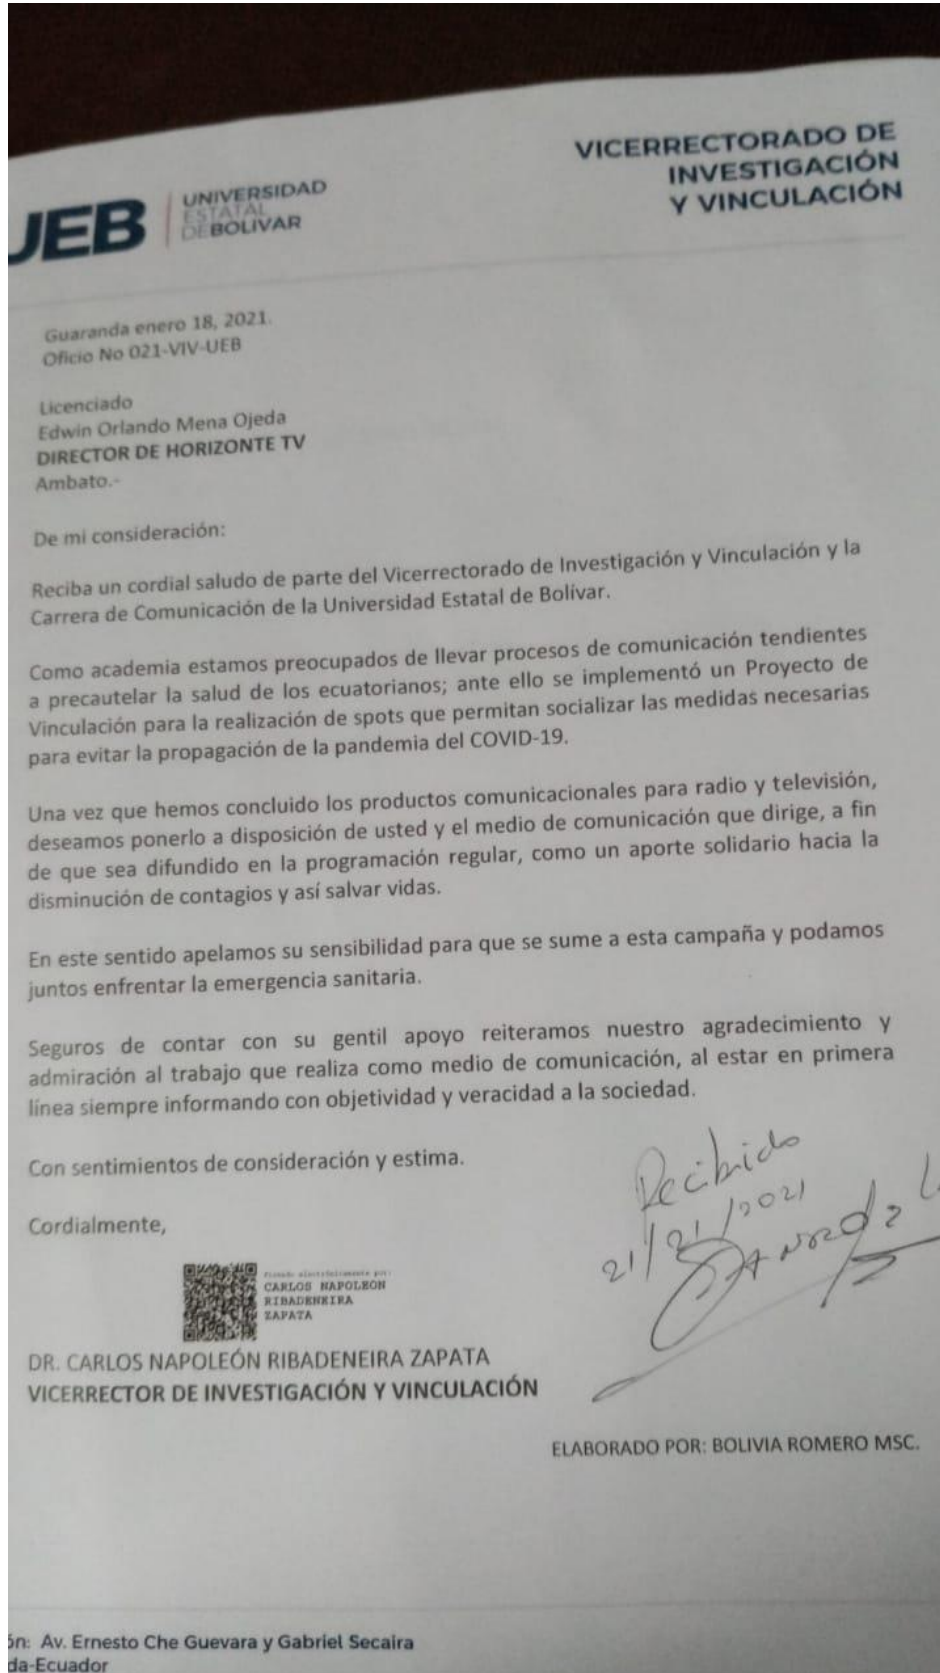 UEB
UNIVERSIDAD
ESTATAL
DE BOLIVAR
VICERRECTORADO DE
INVESTIGACIÓN
Y VINCULACIÓN
Guaranda enero 18, 2021.
Oficio No 021-VIV-UEB
Licenciado
Edwin Orlando Mena Ojeda
DIRECTOR DE HORIZONTE TV
Ambato.-
De mi consideración:
Reciba un cordial saludo de parte del Vicerrectorado de Investigación y Vinculación y la
Carrera de Comunicación de la Universidad Estatal de Bolívar.
Como academia estamos preocupados de llevar procesos de comunicación tendientes
a precautelar la salud de los ecuatorianos; ante ello se implementó un Proyecto de
Vinculación para la realización de spots que permitan socializar las medidas necesarias
para evitar la propagación de la pandemia del COVID-19.
Una vez que hemos concluido los productos comunicacionales para radio y televisión,
deseamos ponerlo a disposición de usted y el medio de comunicación que dirige, a fin
de que sea difundido en la programación regular, como un aporte solidario hacia la
disminución de contagios y así salvar vidas.
En este sentido apelamos su sensibilidad para que se sume a esta campaña y podamos
juntos enfrentar la emergencia sanitaria.
Seguros de contar con su gentil apoyo reiteramos nuestro agradecimiento y
admiración al trabajo que realiza como medio de comunicación, al estar en primera
línea siempre informando con objetividad y veracidad a la sociedad.
Con sentimientos de consideración y estima.
Cordialmente,
Recibido
21/21/2021
Firmado electrónicamente por:
CARLOS NAPOLEON
RIBADENEIRA
ZAPATA
DR. CARLOS NAPOLEÓN RIBADENEIRA ZAPATA
VICERRECTOR DE INVESTIGACIÓN Y VINCULACIÓN
ELABORADO POR: BOLIVIA ROMERO MSC.
ón: Av. Ernesto Che Guevara y Gabriel Secaira
da-Ecuador